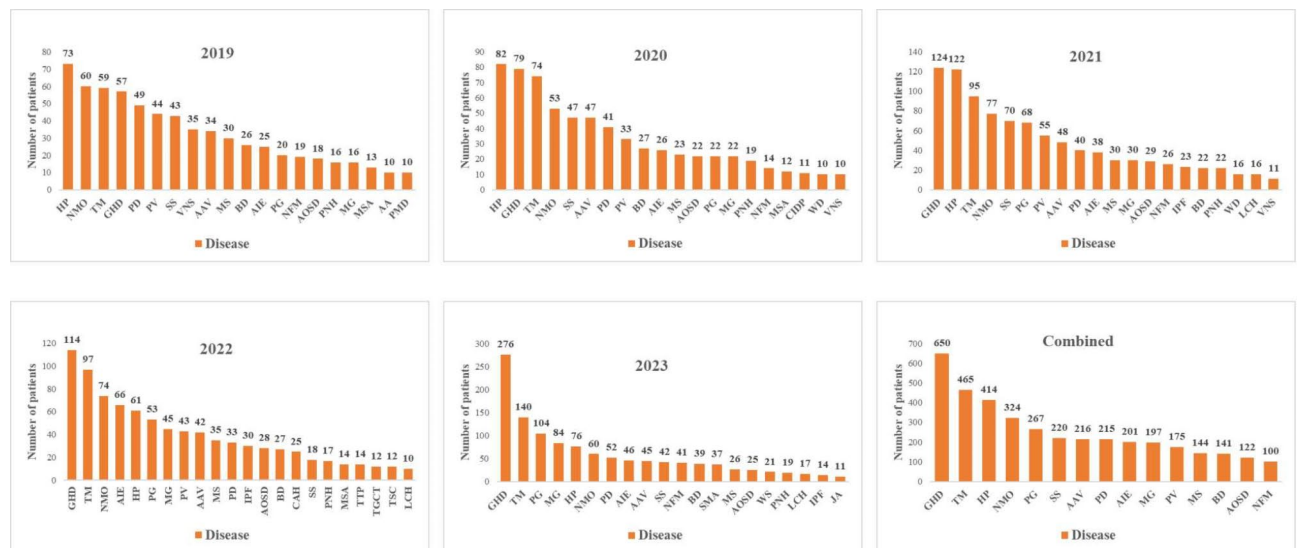 2019
Number of patients
80
70
60
50
40
30
20
10
0
73 60 59 57 49 44 43 35 34 30 26 25 20 19 18 16 16 13 10 10
HP NMO TM GHD PD PV SS VNS AAV MS BD AIE PG NFM AOSD PNH MG MSA AA PMD
Disease
2020
Number of patients
90
80
70
60
50
40
30
20
10
0
82 79 74 53 47 47 41 33 27 26 23 22 22 22 19 14 12 11 10 10
HP GHD TM NMO SS AAV PD PV BD AIE MS AOSD PG MG PNH NFM MSA CIDP WD VNS
Disease
2021
Number of patients
140
120
100
80
60
40
20
0
124 122 95 77 70 68 55 48 40 38 30 30 29 26 23 22 22 16 16 11
GHD HP TM NMO SS PG PV AAV PD AIE MS MG AOSD NFM IPF BD PNH WD LCH VNS
Disease
2022
Number of patients
120
100
80
60
40
20
0
114 97 74 66 61 53 45 43 42 35 33 30 28 27 25 18 17 14 14 12 12 10
GHD TM NMO AIE HP PG MG PV AAV MS PD IPF AOSD BD CAH SS PNH MSA TTP TGCT TSC LCH
Disease
2023
Number of patients
300
250
200
150
100
50
0
276 140 104 84 76 60 52 46 45 42 41 39 37 26 25 21 19 17 14 11
GHD TM PG MG HP NMO PD AIE AAV SS NFM BD SMA MS AOSD WS PNH LCH IPF JA
Disease
Combined
Number of patients
700
600
500
400
300
200
100
0
650 465 414 324 267 220 216 215 201 197 175 144 141 122 100
GHD TM HP NMO PG SS AAV PD AIE MG PV MS BD AOSD NFM
Disease